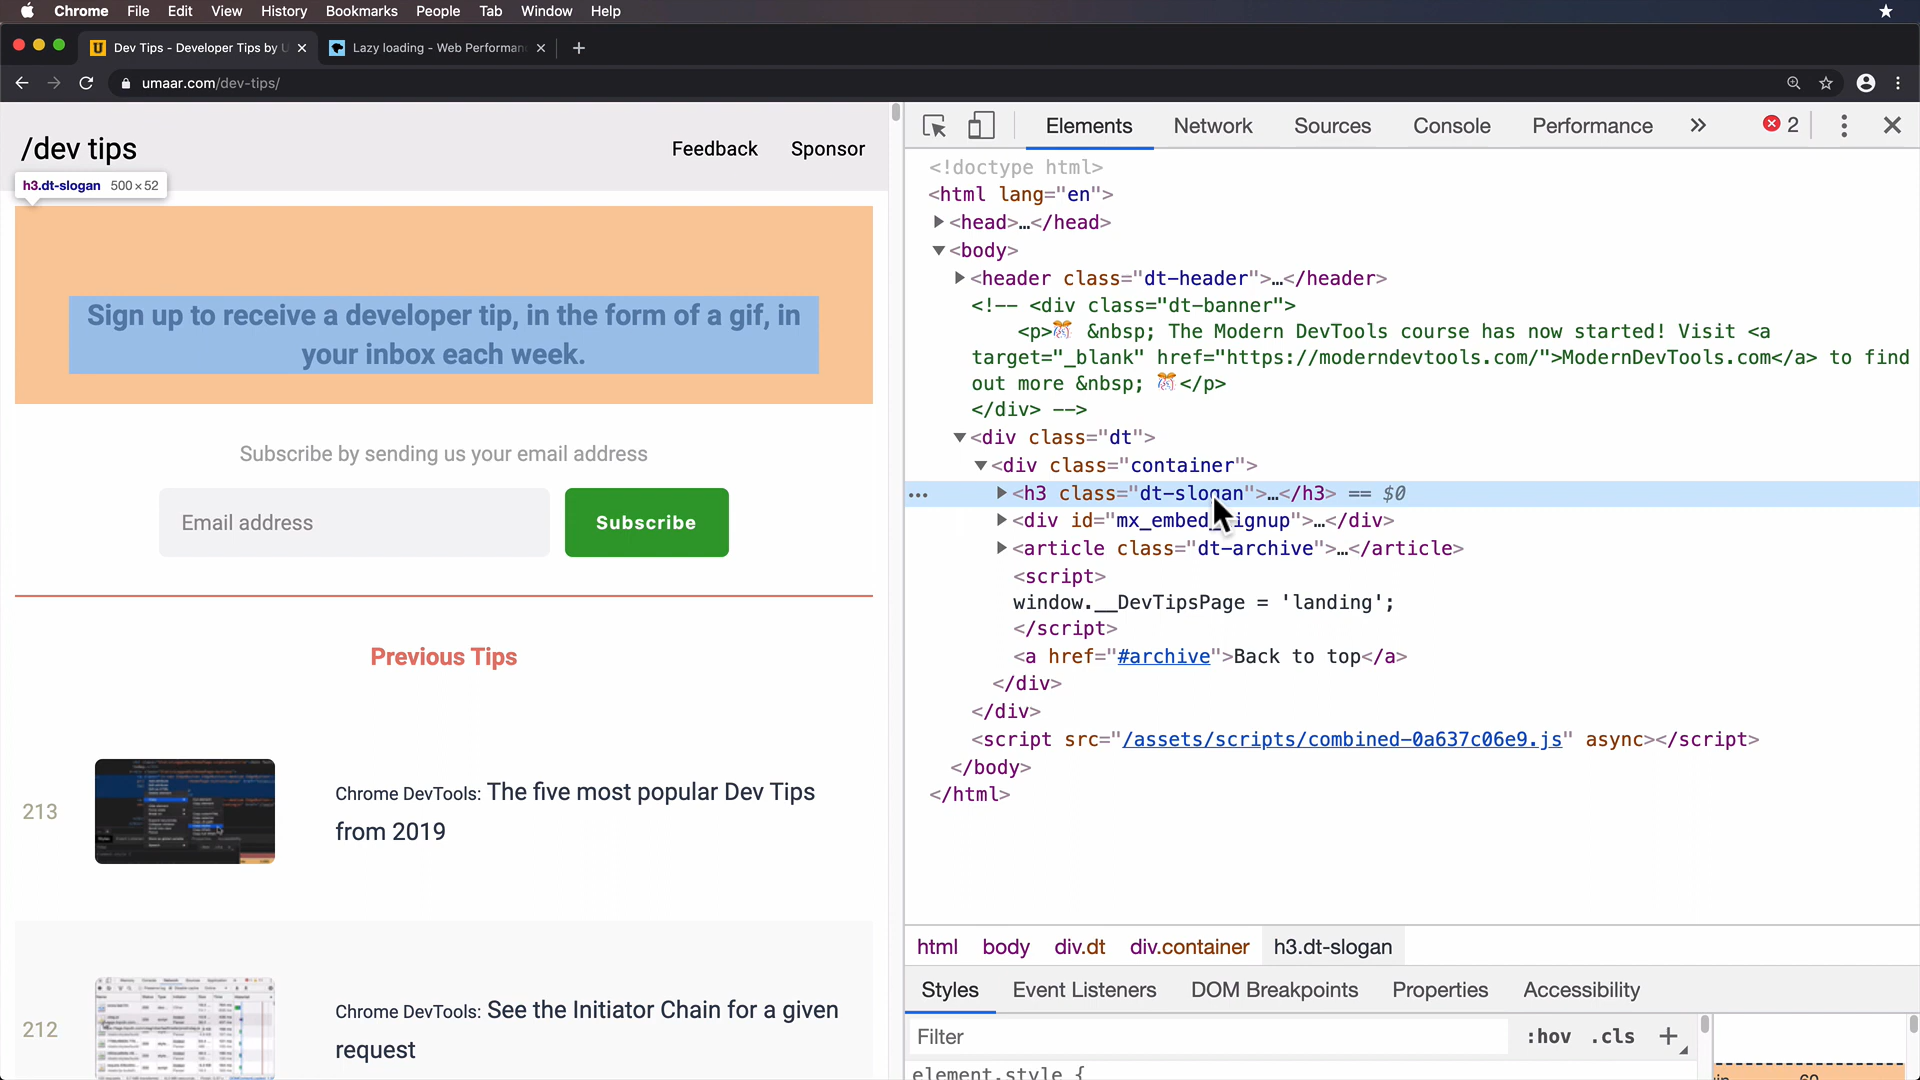 Chrome File Edit View History Bookmarks People Tab Window Help
Dev Tips - Developer Tips by U
Lazy loading - Web Performan
umaar.com/dev-tips/
/dev tips
Feedback Sponsor
h3.dt-slogan 500 × 52
Sign up to receive a developer tip, in the form of a gif, in
your inbox each week.
Subscribe by sending us your email address
Email address
Subscribe
Previous Tips
213
Chrome DevTools: The five most popular Dev Tips
from 2019
212
Chrome DevTools: See the Initiator Chain for a given
request
Elements Network Sources Console Performance » 2
<!doctype html>
<html lang="en">
<head>…</head>
<body>
<header class="dt-header">…</header>
<!-- <div class="dt-banner">
<p>🎊 &nbsp; The Modern DevTools course has now started! Visit <a
target="_blank" href="https://moderndevtools.com/">ModernDevTools.com</a> to find
out more &nbsp; 🎊</p>
</div> -->
<div class="dt">
<div class="container">
<h3 class="dt-slogan">…</h3> == $0
<div id="mx_embed_signup">…</div>
<article class="dt-archive">…</article>
<script>
window.__DevTipsPage = 'landing';
</script>
<a href="#archive">Back to top</a>
</div>
</div>
<script src="/assets/scripts/combined-0a637c06e9.js" async></script>
</body>
</html>
html body div.dt div.container h3.dt-slogan
Styles Event Listeners DOM Breakpoints Properties Accessibility
Filter :hov .cls +
element.style {
60